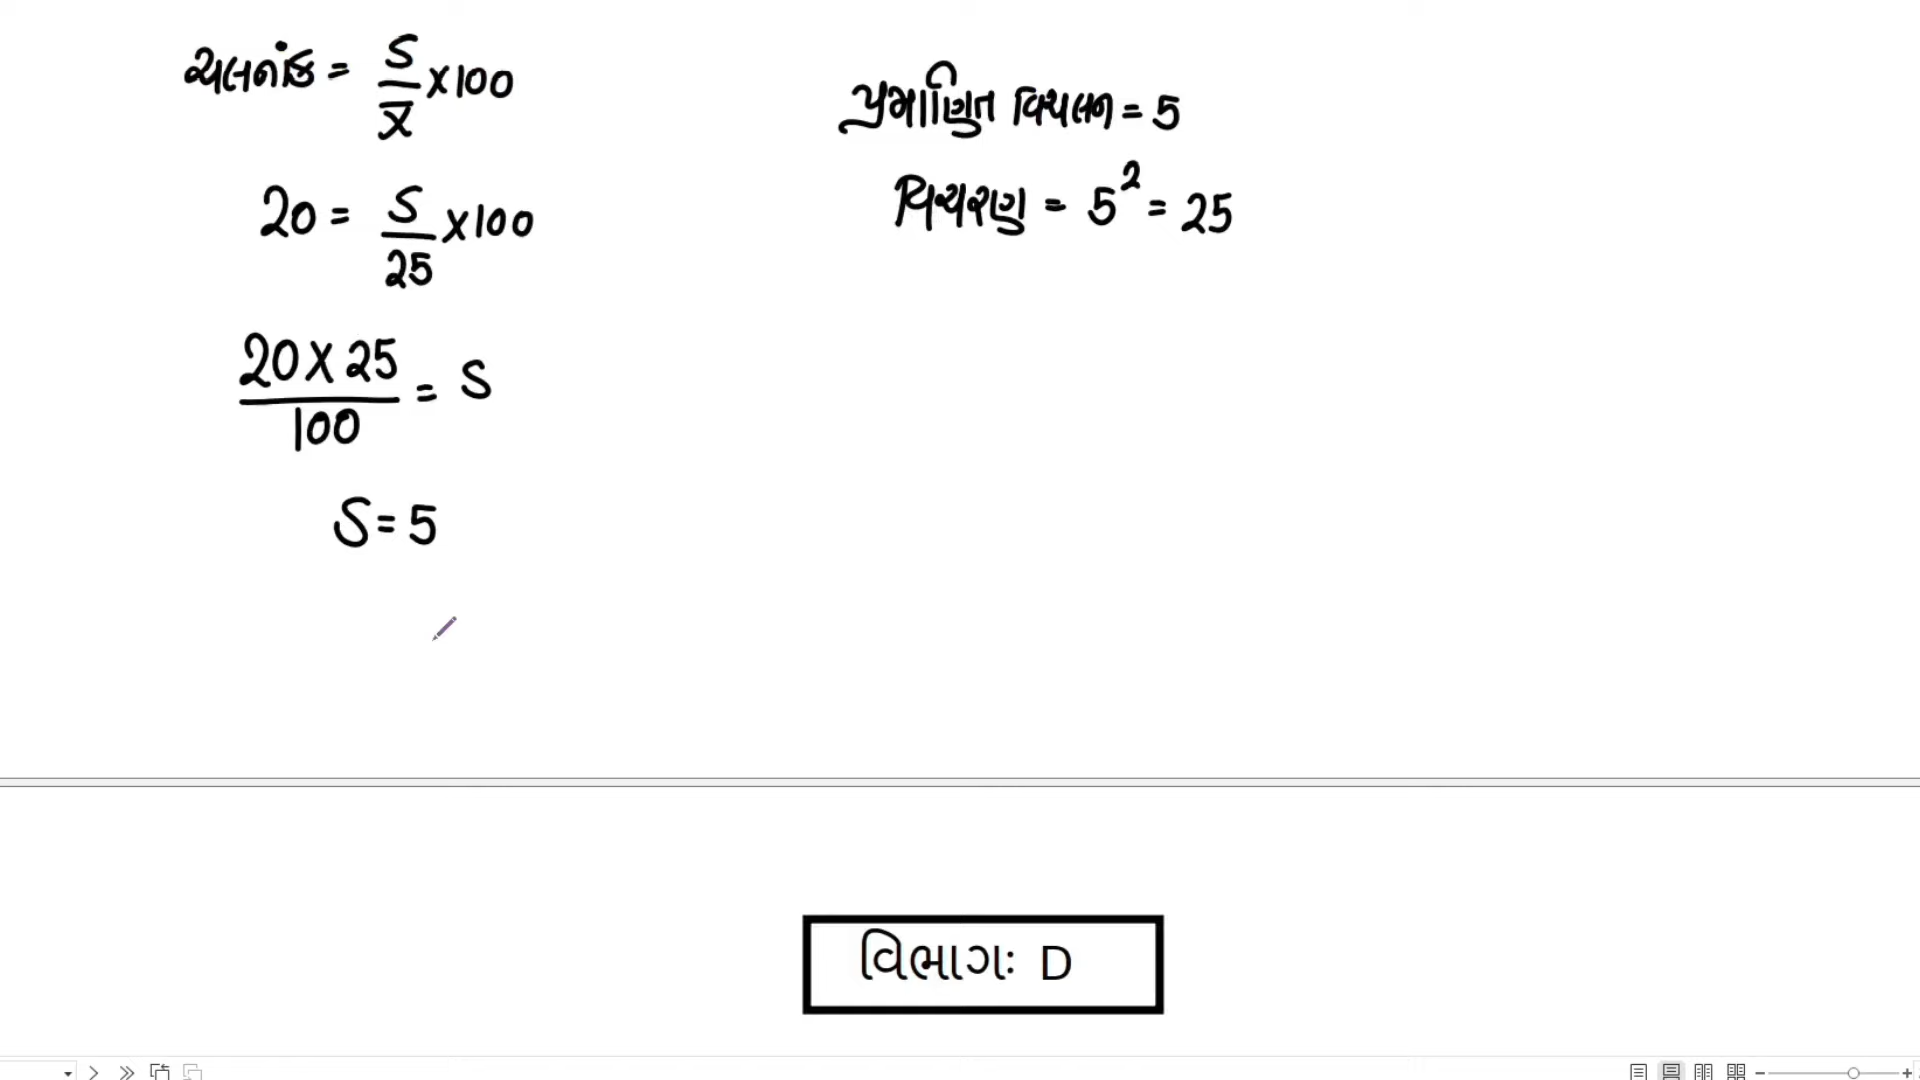 ચલનાંક = S/x̄ × 100
20 = S/25 × 100
20 × 25 / 100 = S
S = 5
પ્રમાણિત વિચલન = 5
વિચરણ = 5² = 25
વિભાગઃ D